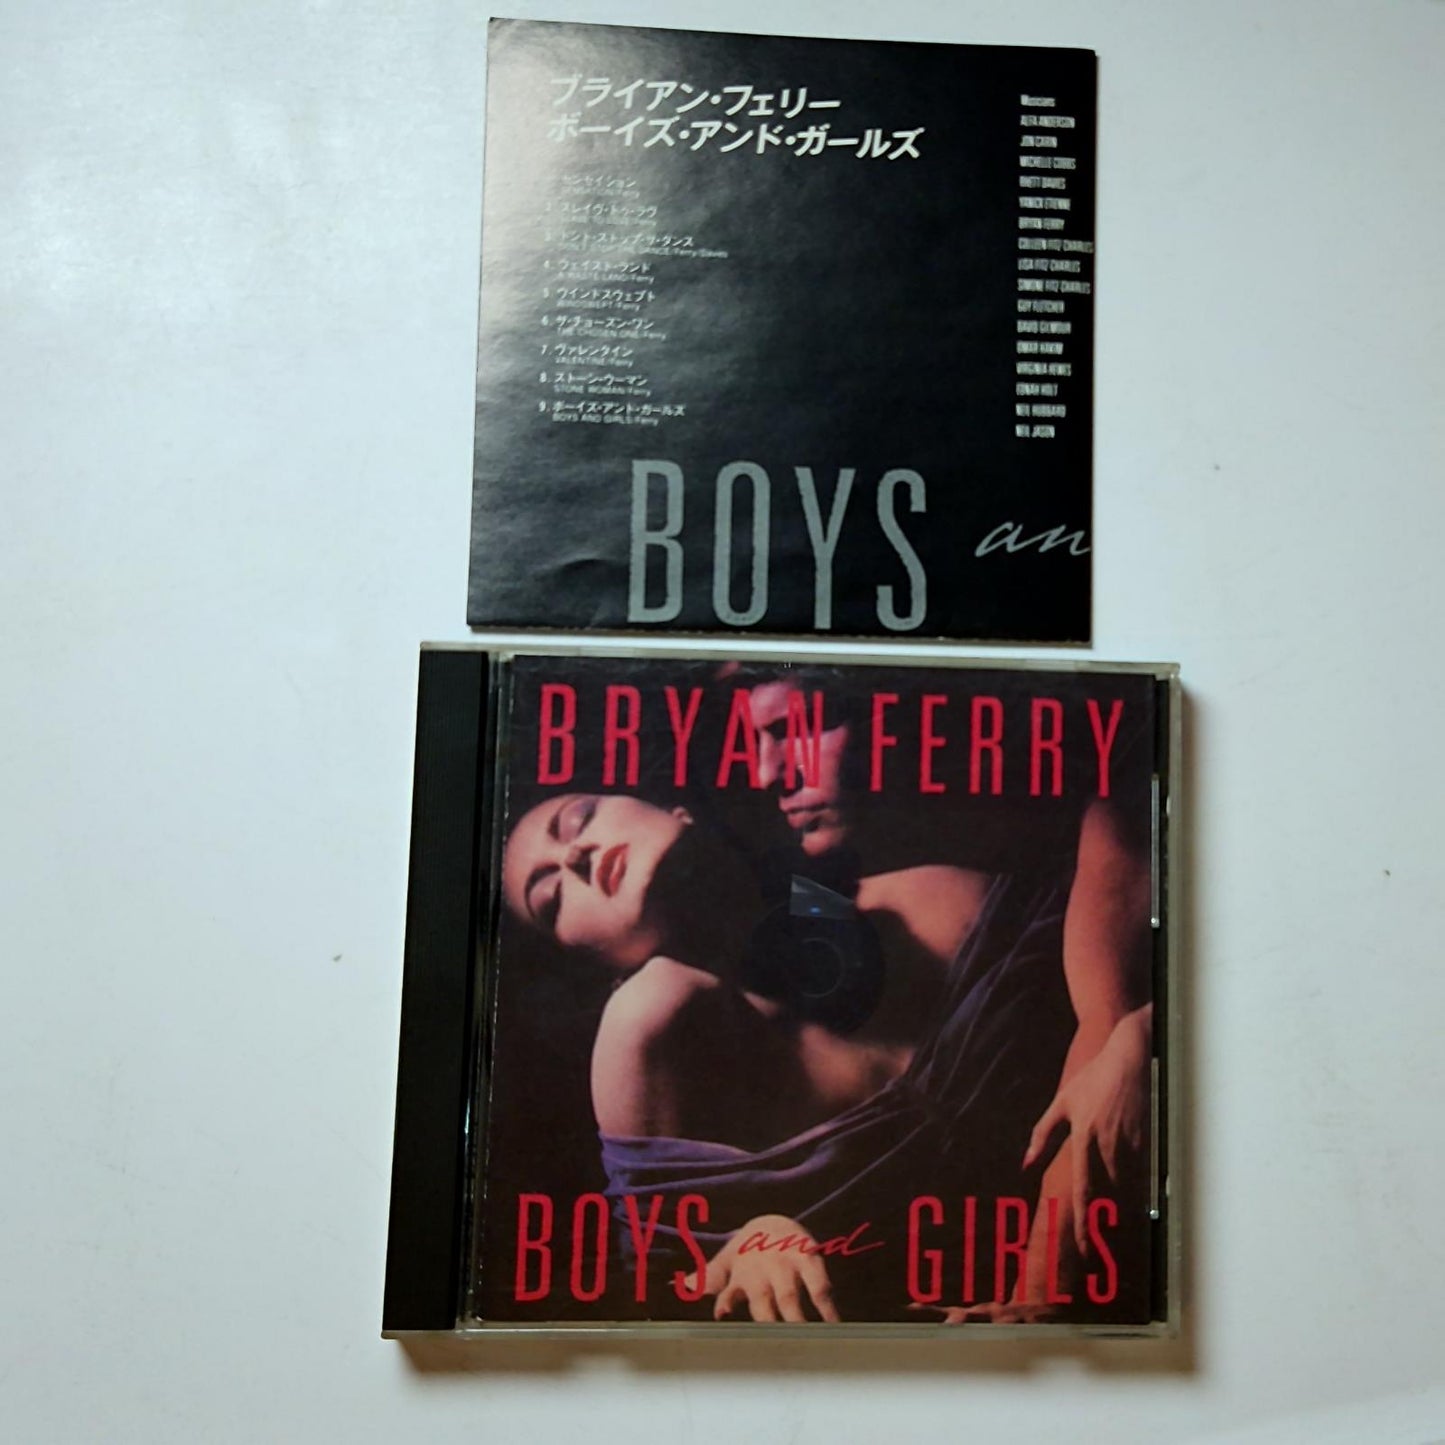 ブライアン・フェリー
ボーイズ・アンド・ガールズ
センセイション
SENSATION/Ferry
2. スレイヴ・トゥ・ラヴ
SLAVE TO LOVE/Ferry
3. ドント・ストップ・ザ・ダンス
DON'T STOP THE DANCE/Ferry/Davies
4. ウェイスト・ランド
A WASTE LAND/Ferry
5. ウインドスウェプト
WINDSWEPT/Ferry
6. ザ・チョーズン・ワン
THE CHOSEN ONE/Ferry
7. ヴァレンタイン
VALENTINE/Ferry
8. ストーン・ウーマン
STONE WOMAN/Ferry
9. ボーイズ・アンド・ガールズ
BOYS AND GIRLS/Ferry
Musicians
ALFA ANDERSON
JON CARIN
MICHELLE COBBS
RHETT DAVIES
YANICK ETIENNE
BRYAN FERRY
COLLEEN FITZ CHARLES
LISA FITZ CHARLES
SIMONE FITZ CHARLES
GUY FLETCHER
DAVID GILMOUR
OMAR HAKIM
VIRGINIA HEWES
IONAH HOLT
NEIL HUBBARD
NEIL JASON
BOYS an
BRYAN FERRY
BOYS and GIRLS